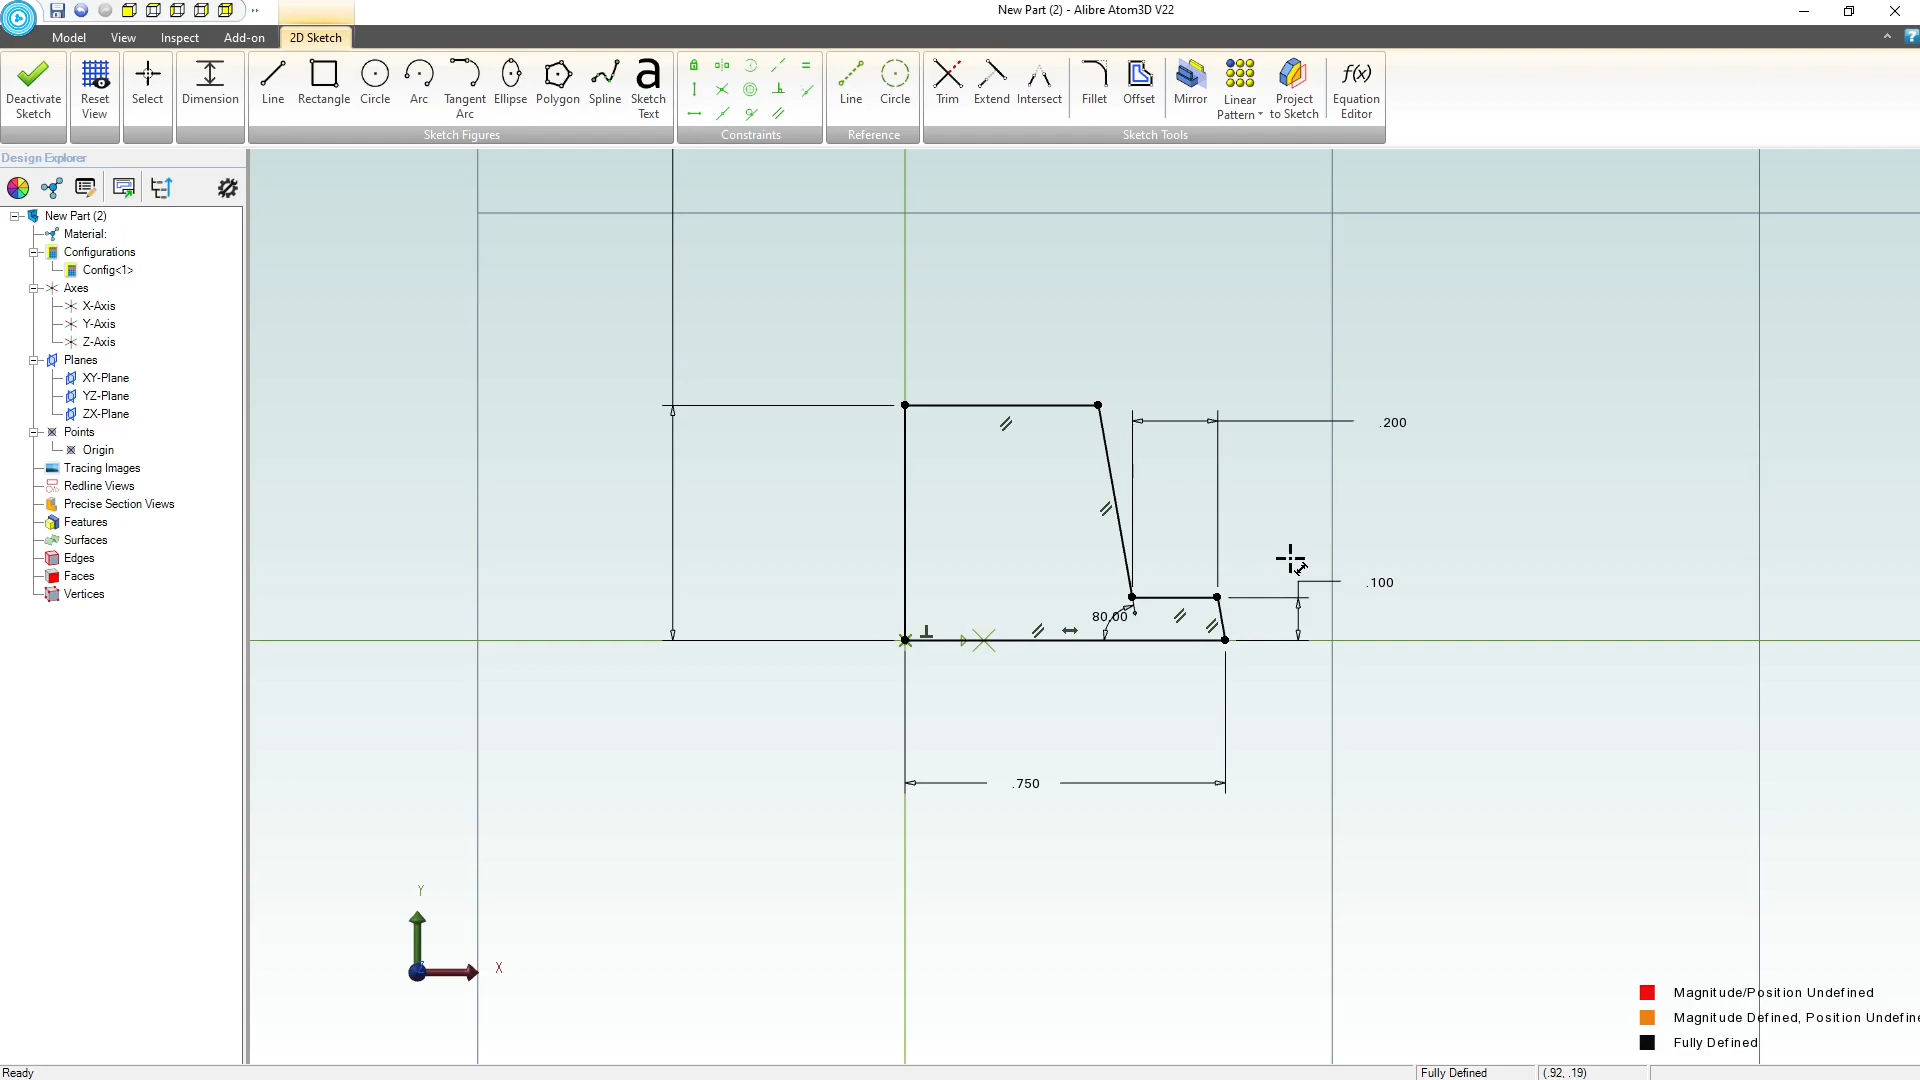 New Part (2) - Alibre Atom3D V22
Model View Inspect Add-on 2D Sketch
Deactivate Sketch
Reset View
Select
Dimension
Line
Rectangle
Circle
Arc
Tangent Arc
Ellipse
Polygon
Spline
a
Sketch Text
Line
Circle
Trim
Extend
Intersect
Fillet
Offset
Mirror
Linear Pattern
Project to Sketch
f(x)
Equation Editor
Sketch Figures
Constraints
Reference
Sketch Tools
Design Explorer
New Part (2)
Material:
Configurations
Config<1>
Axes
X-Axis
Y-Axis
Z-Axis
Planes
XY-Plane
YZ-Plane
ZX-Plane
Points
Origin
Tracing Images
Redline Views
Precise Section Views
Features
Surfaces
Edges
Faces
Vertices
.200
.100
80.00
.750
Y
X
Magnitude/Position Undefined
Magnitude Defined, Position Undefine
Fully Defined
Ready
Fully Defined
(.92, .19)